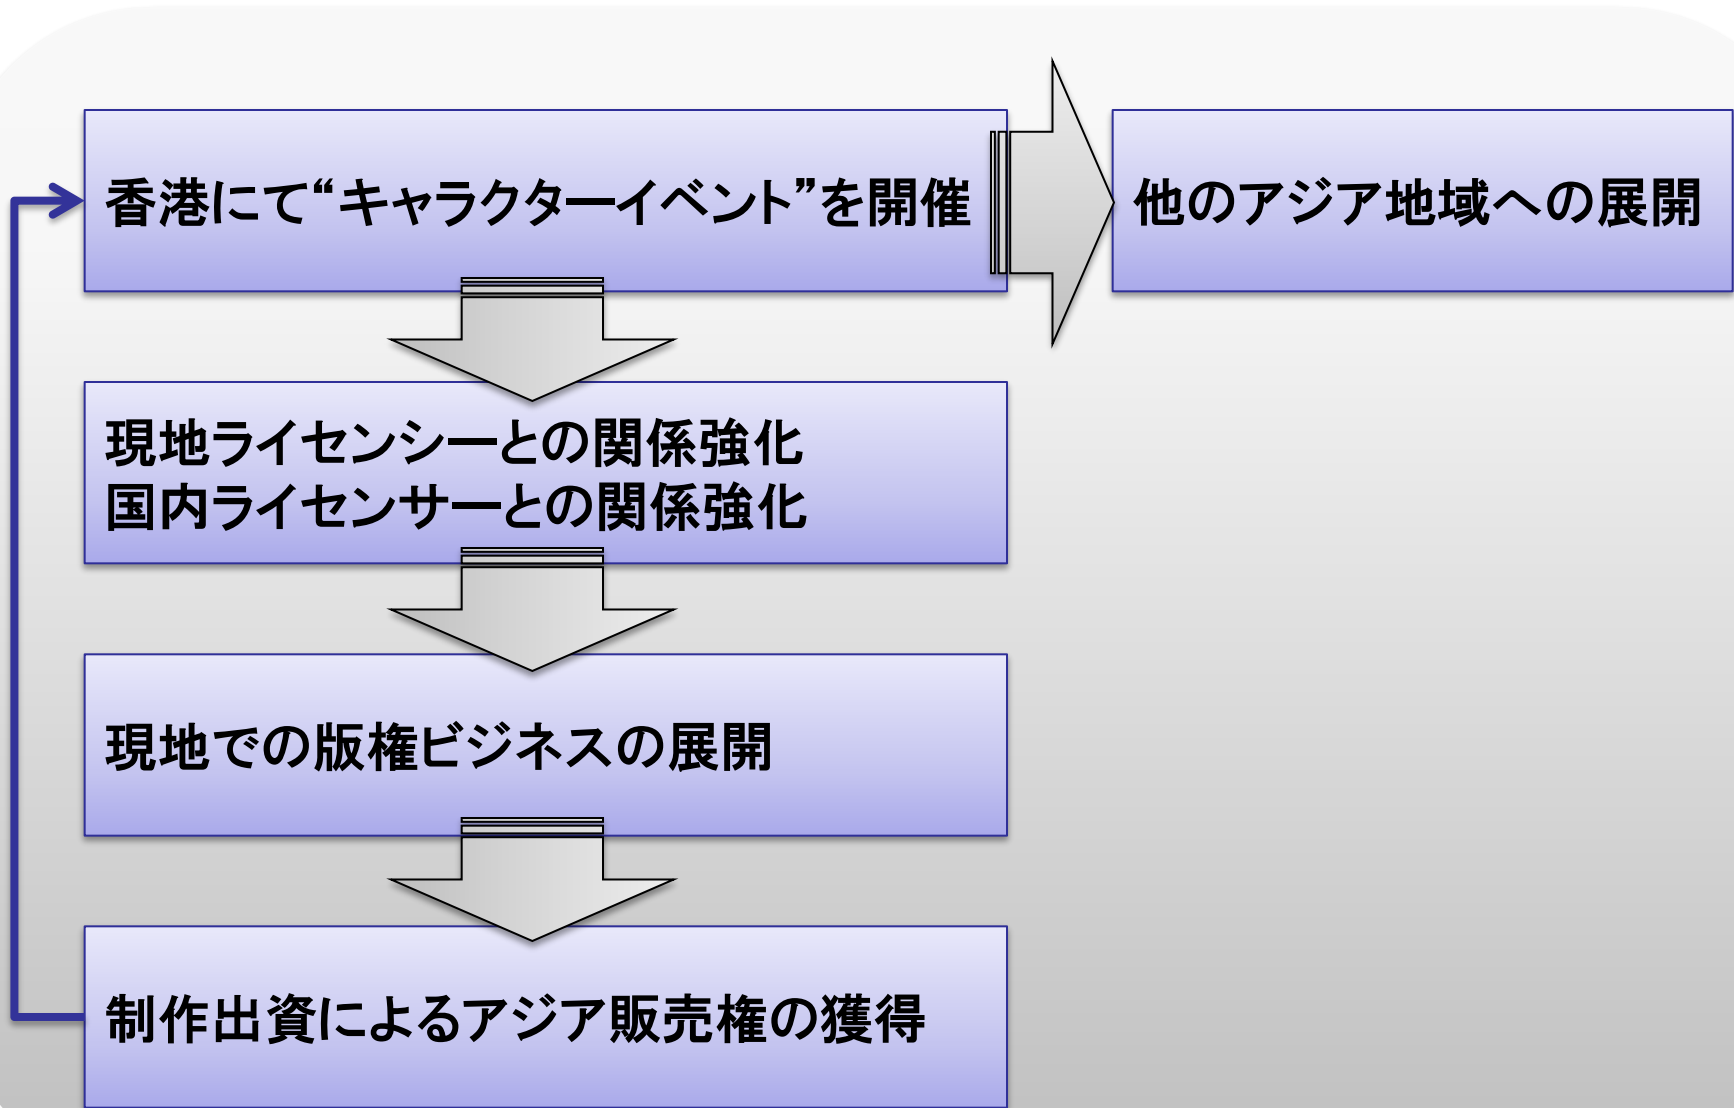 香港にて“キャラクターイベント”を開催
他のアジア地域への展開
現地ライセンシーとの関係強化
国内ライセンサーとの関係強化
現地での版権ビジネスの展開
制作出資によるアジア販売権の獲得